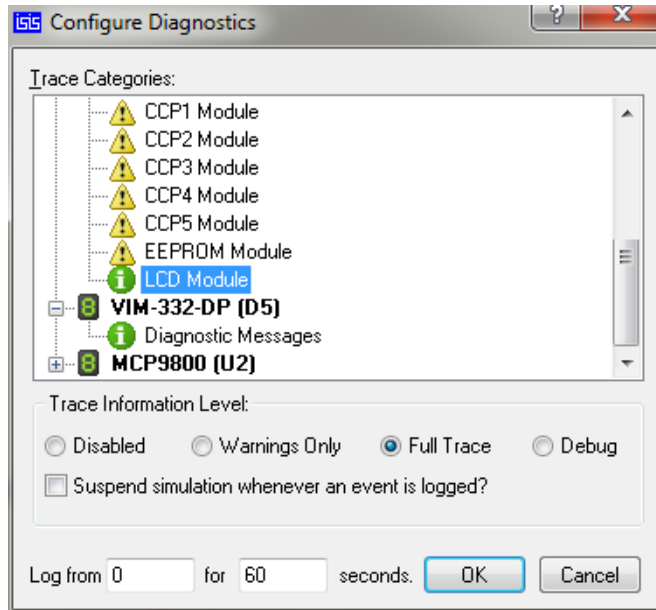 isis Configure Diagnostics
?
X
Trace Categories:
CCP1 Module
CCP2 Module
CCP3 Module
CCP4 Module
CCP5 Module
EEPROM Module
LCD Module
VIM-332-DP (D5)
Diagnostic Messages
MCP9800 (U2)
Trace Information Level:
Disabled Warnings Only Full Trace Debug
Suspend simulation whenever an event is logged?
Log from 0 for 60 seconds. OK Cancel